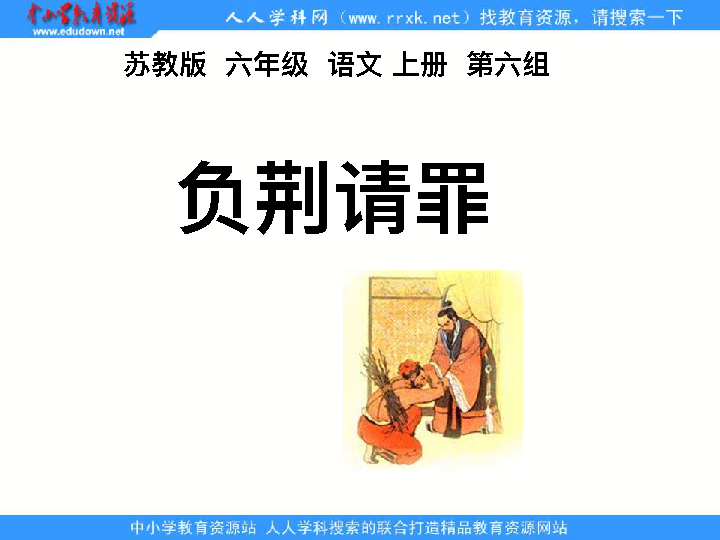 中小学教育资源
www.edudown.net
人人学科网（www.rrxk.net）找教育资源，请搜索一下
苏教版 六年级 语文 上册 第六组
负荆请罪
中小学教育资源站 人人学科搜索的联合打造精品教育资源网站